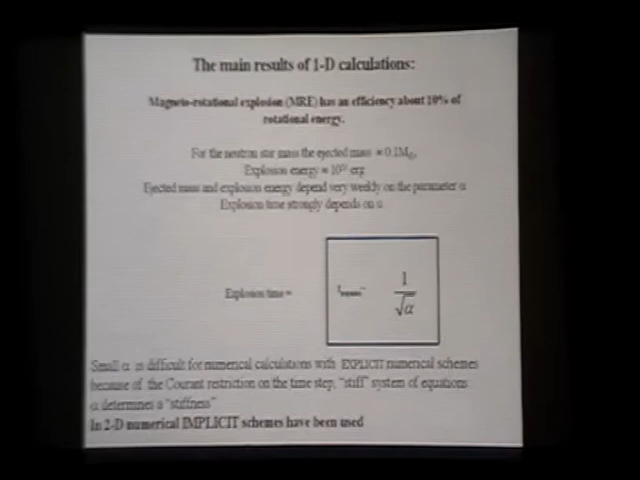 The main results of 1-D calculations:
Magneto-rotational explosion (MRE) has an efficiency about 10% of
rotational energy.
For the neutron star mass the ejected mass ≈ 0.1M
Explosion energy ≈ 10 erg
Ejected mass and explosion energy depend very weekly on the parameter α
Explosion time strongly depends on α
Explosion time =
1
√α
Small α is difficult for numerical calculations with EXPLICIT numerical schemes
because of the Courant restriction on the time step, "stiff" system of equations
α determines a "stiffness"
In 2-D numerical IMPLICIT schemes have been used